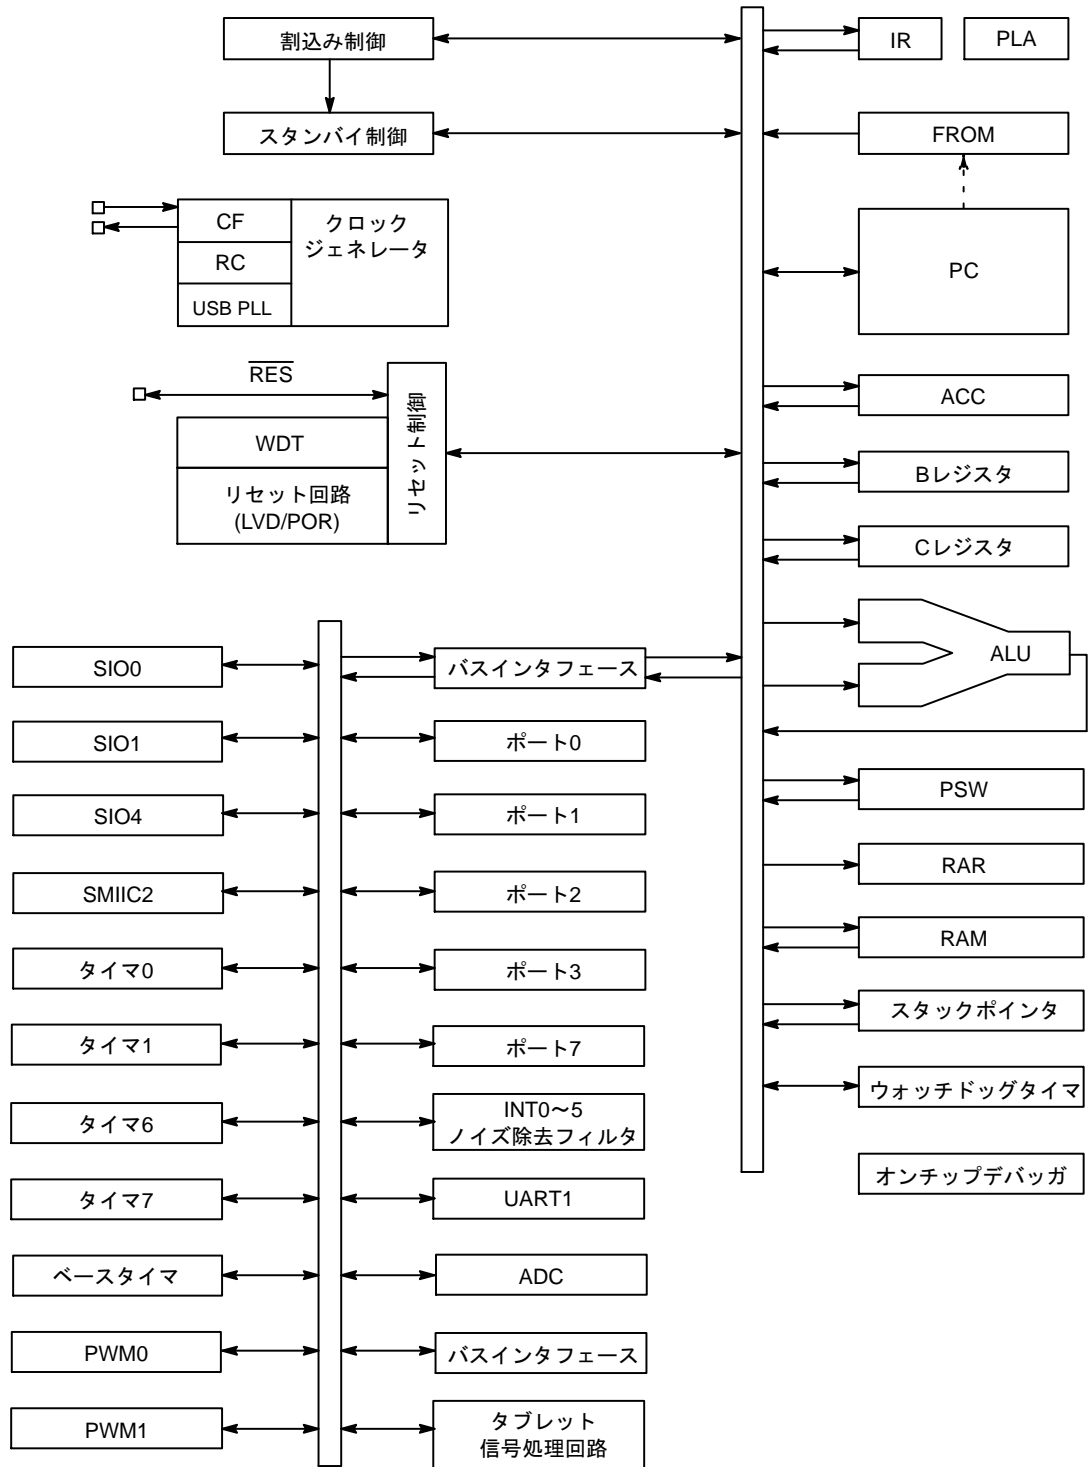 割込み制御
IR
PLA
スタンバイ制御
FROM
CF
クロック
ジェネレータ
RC
USB PLL
PC
RES
リセット制御
WDT
リセット回路
(LVD/POR)
ACC
Bレジスタ
Cレジスタ
ALU
SIO0
バスインタフェース
SIO1
ポート0
PSW
SIO4
ポート1
RAR
SMIIC2
ポート2
RAM
タイマ0
ポート3
スタックポインタ
タイマ1
ポート7
ウォッチドッグタイマ
タイマ6
INT0〜5
ノイズ除去フィルタ
オンチップデバッガ
タイマ7
UART1
ベースタイマ
ADC
PWM0
バスインタフェース
PWM1
タブレット
信号処理回路